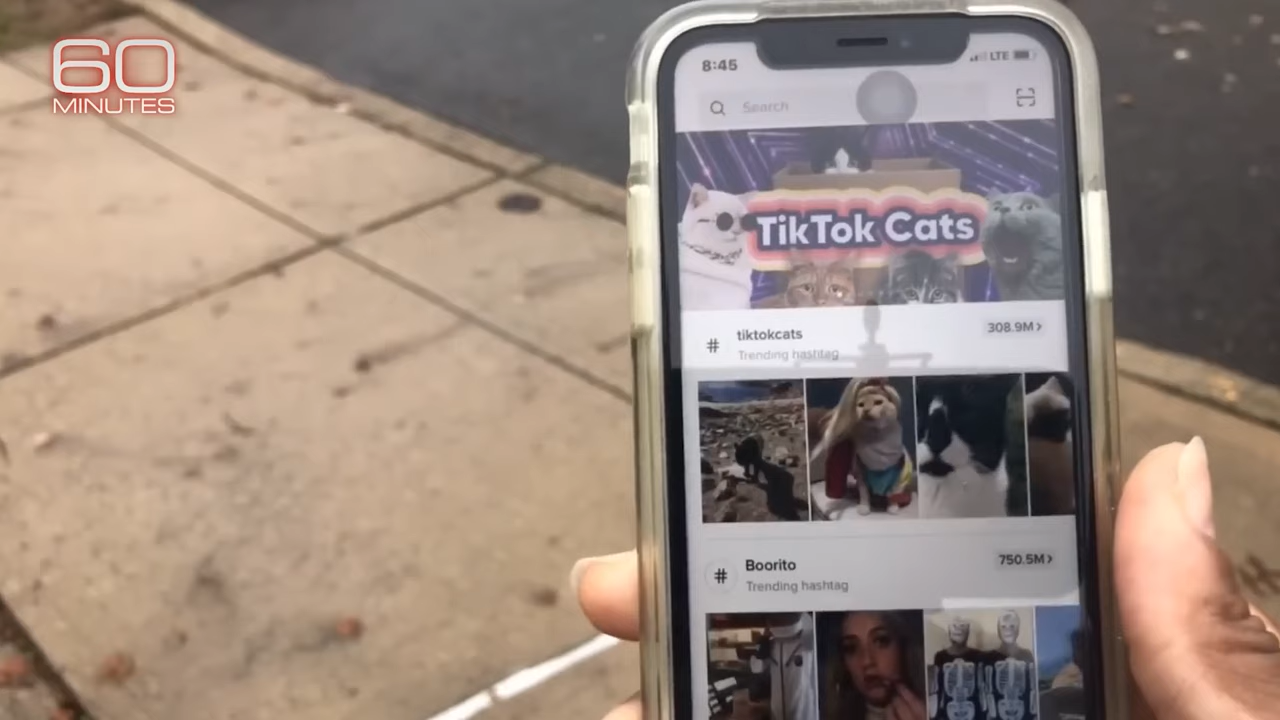 60
MINUTES
8:45
LTE
Search
TikTok Cats
# tiktokcats
308.9M>
Trending hashtag
# Boorito
750.5M>
Trending hashtag